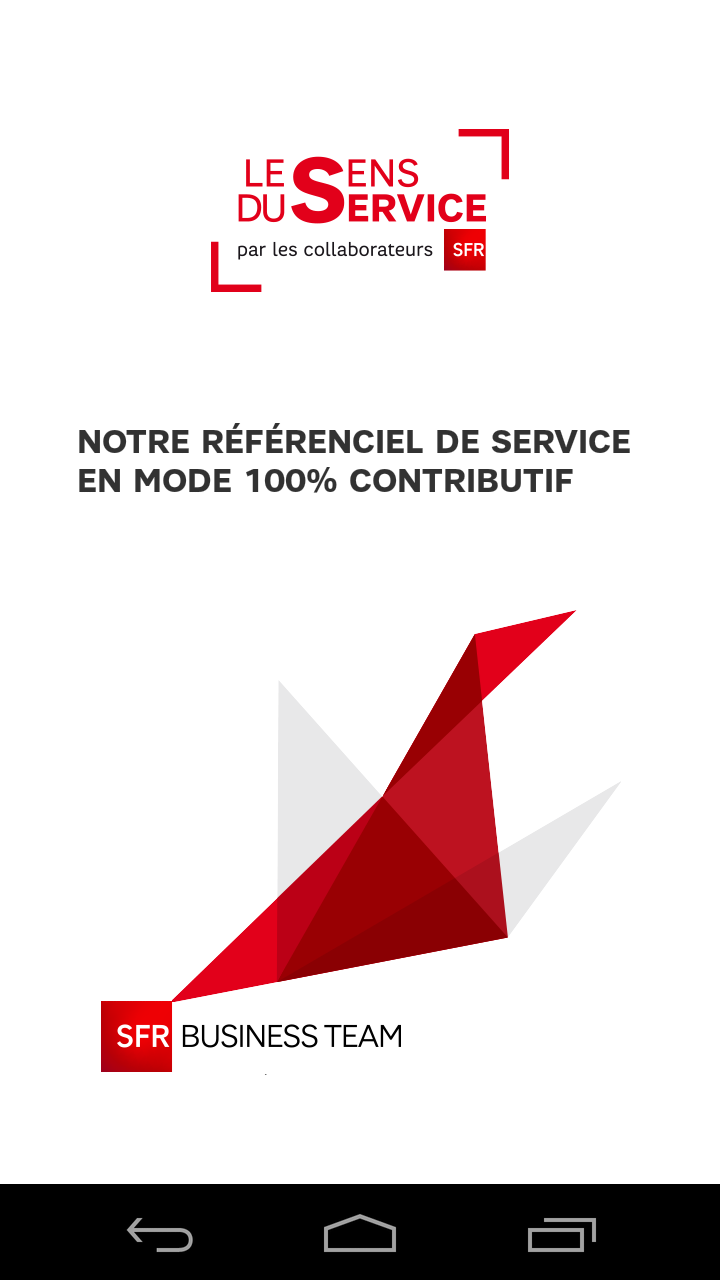 LE SENS
DU SERVICE
par les collaborateurs SFR
NOTRE RÉFÉRENCIEL DE SERVICE
EN MODE 100% CONTRIBUTIF
SFR BUSINESS TEAM